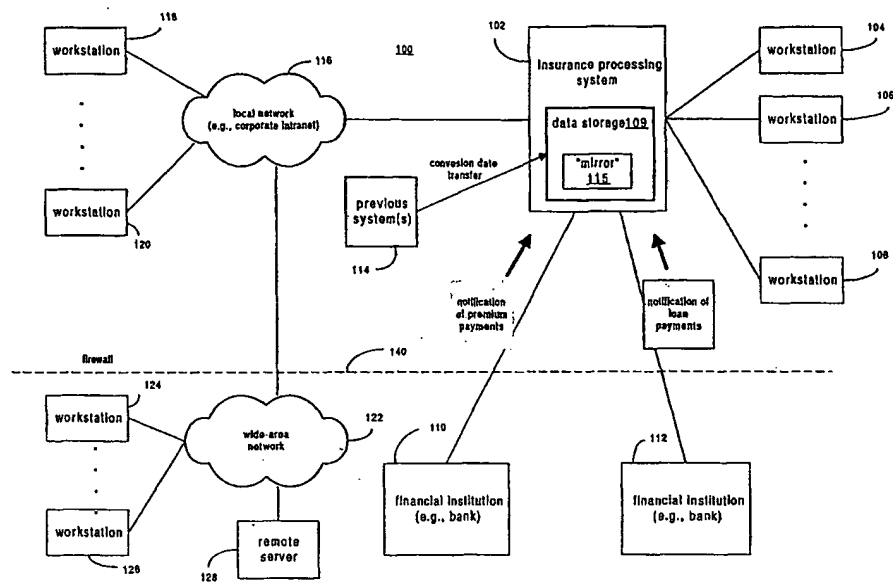 118
workstation
116
local network
(e.g., corporate intranet)
workstation
120
100
102
insurance processing
system
data storage109
"mirror"
115
convesion date
transfer
previous
system(s)
114
workstation
104
workstation
106
workstation
108
notification
of premium
payments
notification of
loan
payments
firewall
140
124
workstation
wide-area
network
122
workstation
126
remote
server
128
110
financial institution
(e.g., bank)
112
financial institution
(e.g., bank)